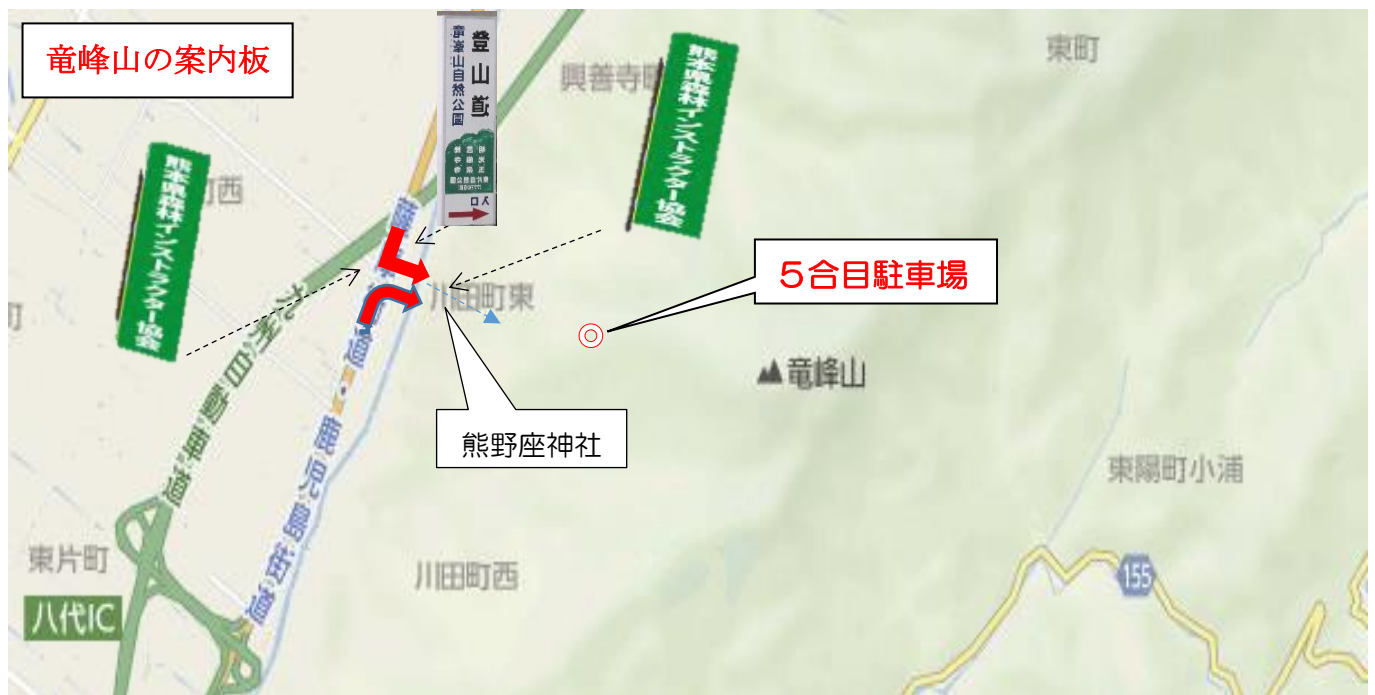 竜峰山の案内板
登山道
竜峯山自然公園
入口
熊本県森林インストラクター協会
熊本県森林インストラクター協会
興善寺町
東町
町西
川田町東
5合目駐車場
竜峰山
熊野座神社
九州自動車道
薩摩街道・鹿児島街道
東陽町小浦
東片町
川田町西
155
八代IC
町